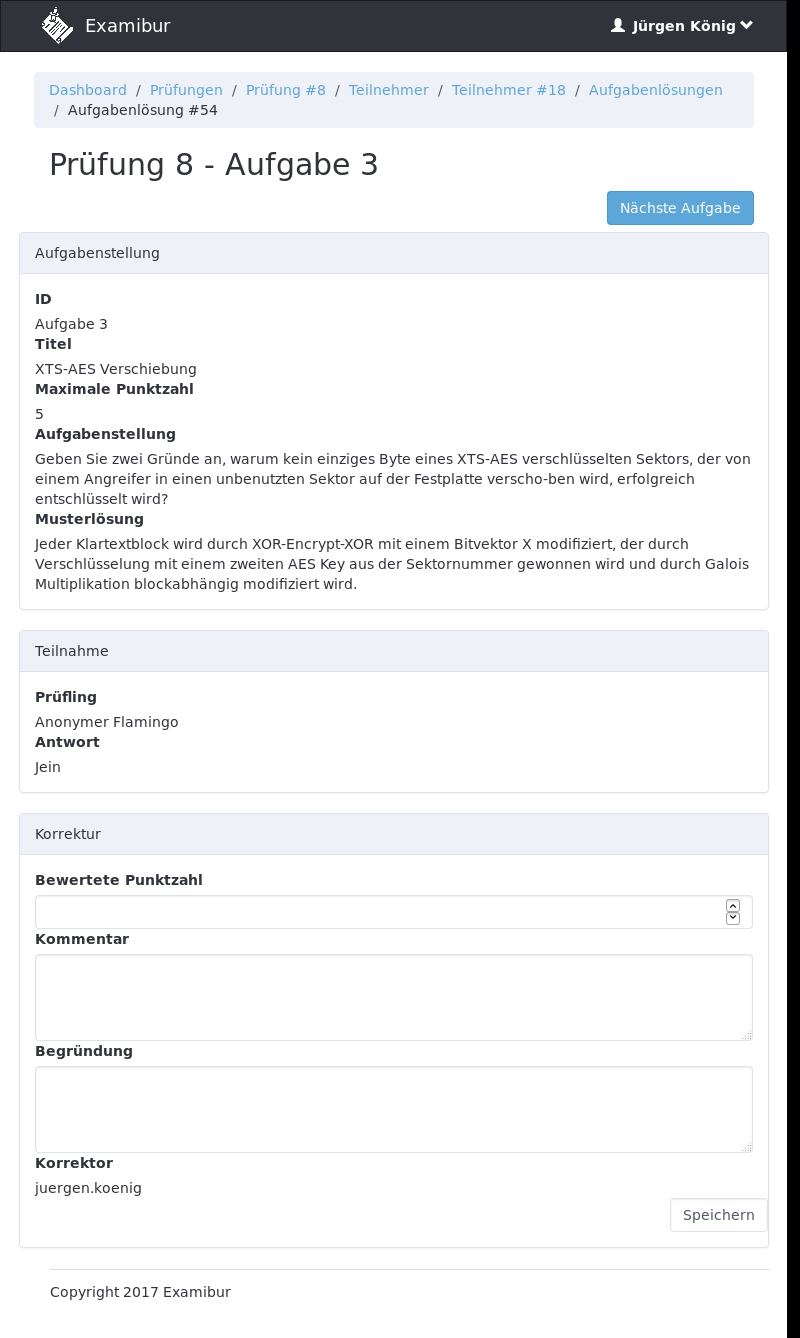 Examibur
Jürgen König
Dashboard / Prüfungen / Prüfung #8 / Teilnehmer / Teilnehmer #18 / Aufgabenlösungen
/ Aufgabenlösung #54
Prüfung 8 - Aufgabe 3
Nächste Aufgabe
Aufgabenstellung
ID
Aufgabe 3
Titel
XTS-AES Verschiebung
Maximale Punktzahl
5
Aufgabenstellung
Geben Sie zwei Gründe an, warum kein einziges Byte eines XTS-AES verschlüsselten Sektors, der von
einem Angreifer in einen unbenutzten Sektor auf der Festplatte verscho-ben wird, erfolgreich
entschlüsselt wird?
Musterlösung
Jeder Klartextblock wird durch XOR-Encrypt-XOR mit einem Bitvektor X modifiziert, der durch
Verschlüsselung mit einem zweiten AES Key aus der Sektornummer gewonnen wird und durch Galois
Multiplikation blockabhängig modifiziert wird.
Teilnahme
Prüfling
Anonymer Flamingo
Antwort
Jein
Korrektur
Bewertete Punktzahl
Kommentar
Begründung
Korrektor
juergen.koenig
Speichern
Copyright 2017 Examibur